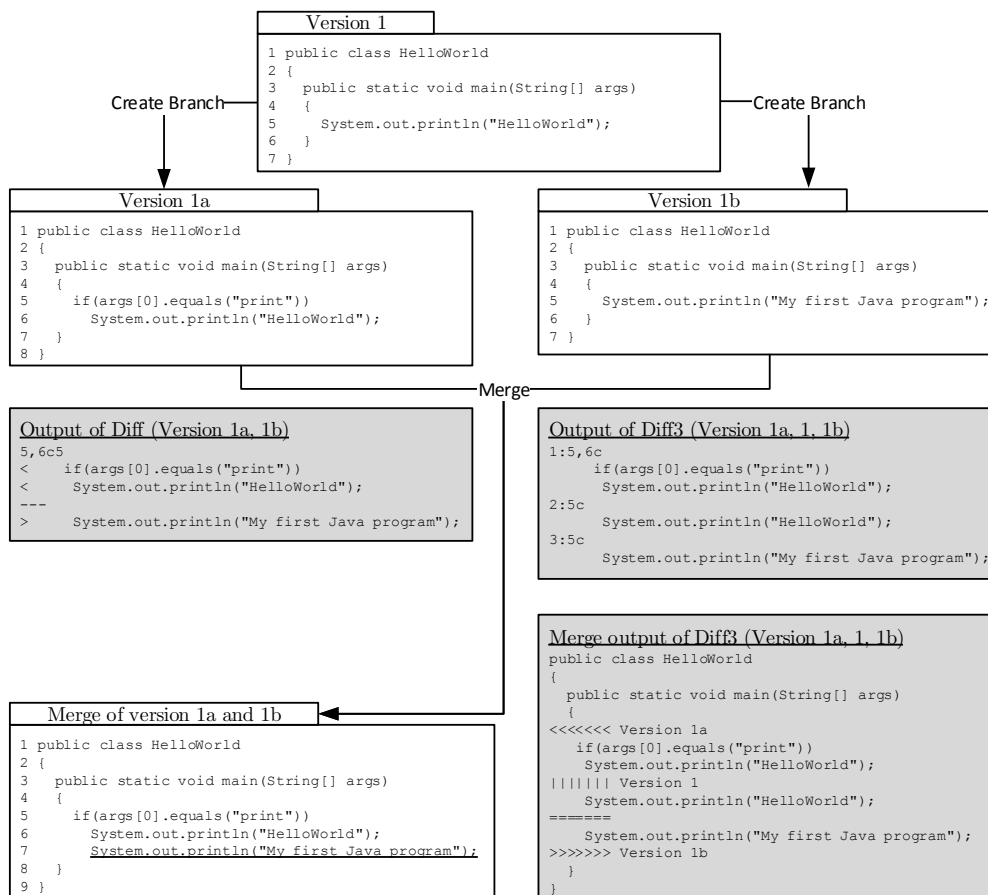 Version 1
1 public class HelloWorld
2 {
3   public static void main(String[] args)
4   {
5     System.out.println("HelloWorld");
6   }
7 }
Create Branch
Create Branch
Version 1a
1 public class HelloWorld
2 {
3   public static void main(String[] args)
4   {
5     if(args[0].equals("print"))
6       System.out.println("HelloWorld");
7   }
8 }
Version 1b
1 public class HelloWorld
2 {
3   public static void main(String[] args)
4   {
5     System.out.println("My first Java program");
6   }
7 }
Merge
Output of Diff (Version 1a, 1b)
5,6c5
<    if(args[0].equals("print"))
<     System.out.println("HelloWorld");
---
>     System.out.println("My first Java program");
Output of Diff3 (Version 1a, 1, 1b)
1:5,6c
     if(args[0].equals("print"))
      System.out.println("HelloWorld");
2:5c
      System.out.println("HelloWorld");
3:5c
      System.out.println("My first Java program");
Merge of version 1a and 1b
1 public class HelloWorld
2 {
3   public static void main(String[] args)
4   {
5     if(args[0].equals("print"))
6       System.out.println("HelloWorld");
7       System.out.println("My first Java program");
8   }
9 }
Merge output of Diff3 (Version 1a, 1, 1b)
public class HelloWorld
{
  public static void main(String[] args)
  {
<<<<<<< Version 1a
   if(args[0].equals("print"))
    System.out.println("HelloWorld");
||||||| Version 1
    System.out.println("HelloWorld");
=======
    System.out.println("My first Java program");
>>>>>>> Version 1b
  }
}